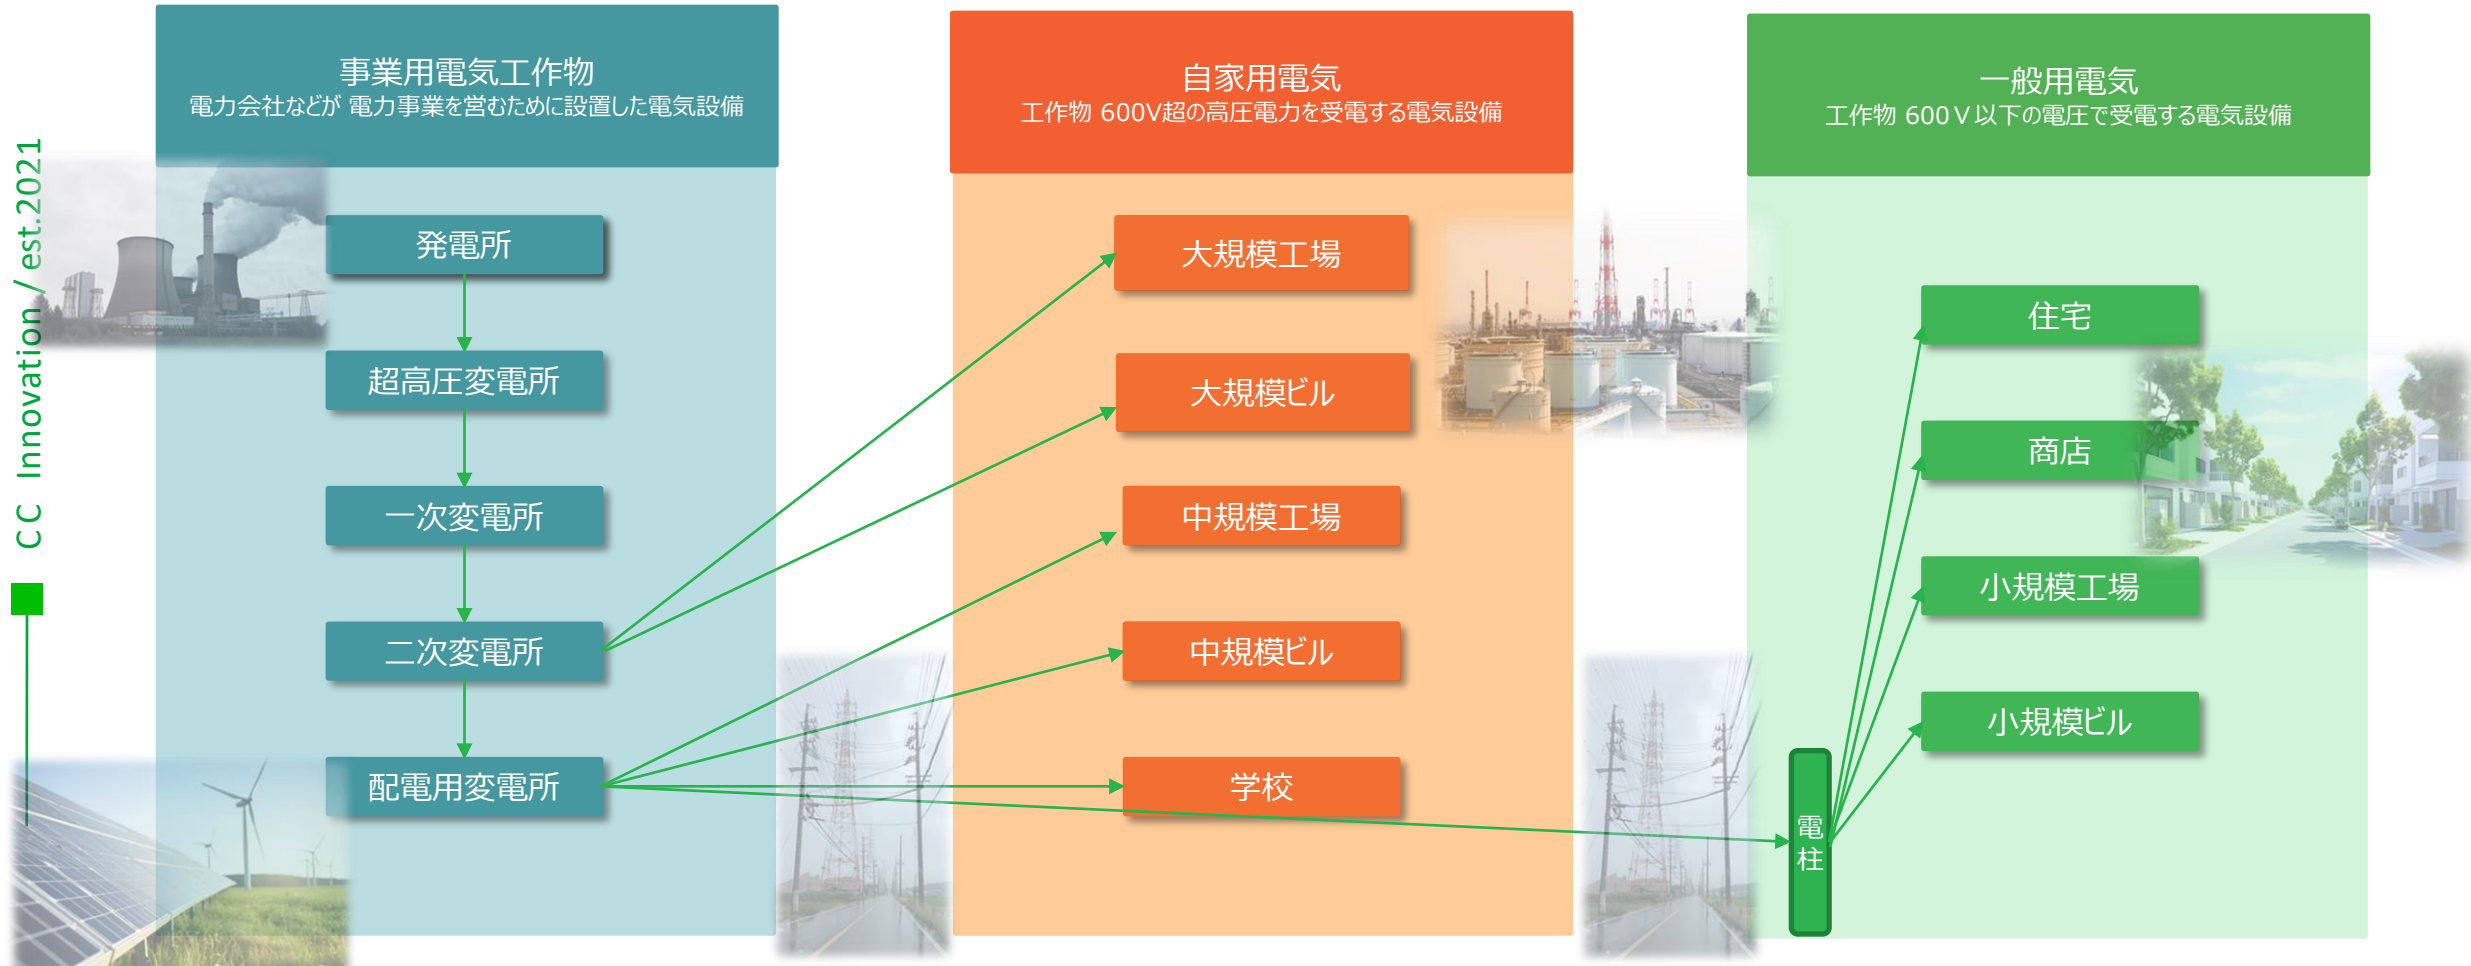 事業用電気工作物
電力会社などが 電力事業を営むために設置した電気設備
発電所
超高圧変電所
一次変電所
二次変電所
配電用変電所
自家用電気
工作物 600V超の高圧電力を受電する電気設備
大規模工場
大規模ビル
中規模工場
中規模ビル
学校
一般用電気
工作物 600V以下の電圧で受電する電気設備
住宅
商店
小規模工場
小規模ビル
電
柱
CC Innovation / est.2021